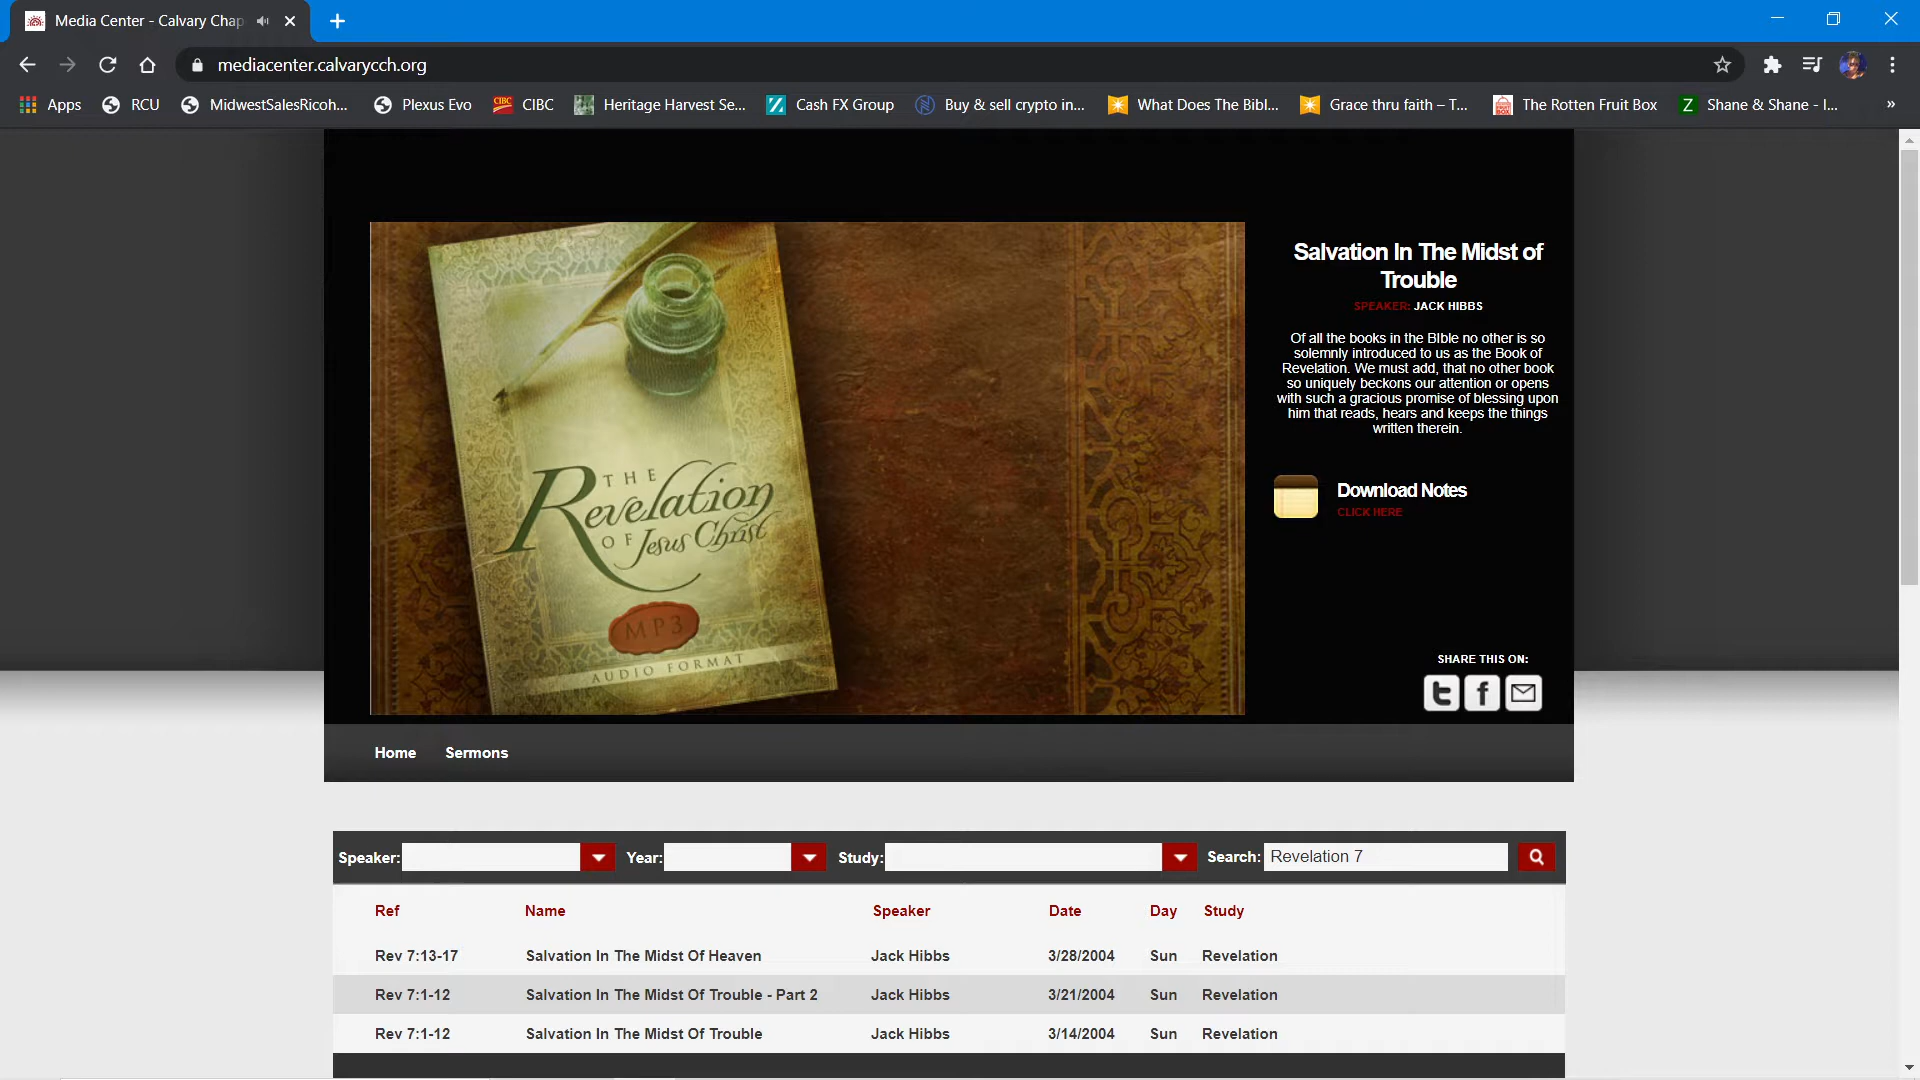 Media Center - Calvary Chap
mediacenter.calvarycch.org
Apps RCU MidwestSalesRicoh... Plexus Evo CIBC CIBC Heritage Harvest Se... Cash FX Group Buy & sell crypto in... What Does The Bibl... Grace thru faith – T... The Rotten Fruit Box Z Shane & Shane - I... »
Salvation In The Midst of
Trouble
SPEAKER: JACK HIBBS
Of all the books in the BIble no other is so
solemnly introduced to us as the Book of
Revelation. We must add, that no other book
so uniquely beckons our attention or opens
with such a gracious promise of blessing upon
him that reads, hears and keeps the things
written therein.
THE
Revelation
OF Jesus Christ
MP3
AUDIO FORMAT
Download Notes
CLICK HERE
SHARE THIS ON:
t f
Home Sermons
Speaker: Year: Study: Search: Revelation 7
Ref Name Speaker Date Day Study
Rev 7:13-17 Salvation In The Midst Of Heaven Jack Hibbs 3/28/2004 Sun Revelation
Rev 7:1-12 Salvation In The Midst Of Trouble - Part 2 Jack Hibbs 3/21/2004 Sun Revelation
Rev 7:1-12 Salvation In The Midst Of Trouble Jack Hibbs 3/14/2004 Sun Revelation